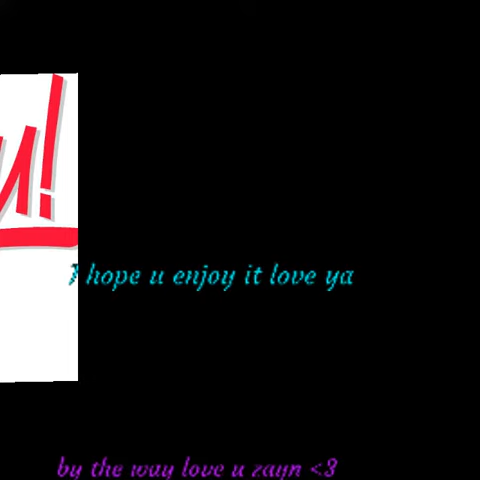 u!
I hope u enjoy it love ya
by the way love u zayn <3